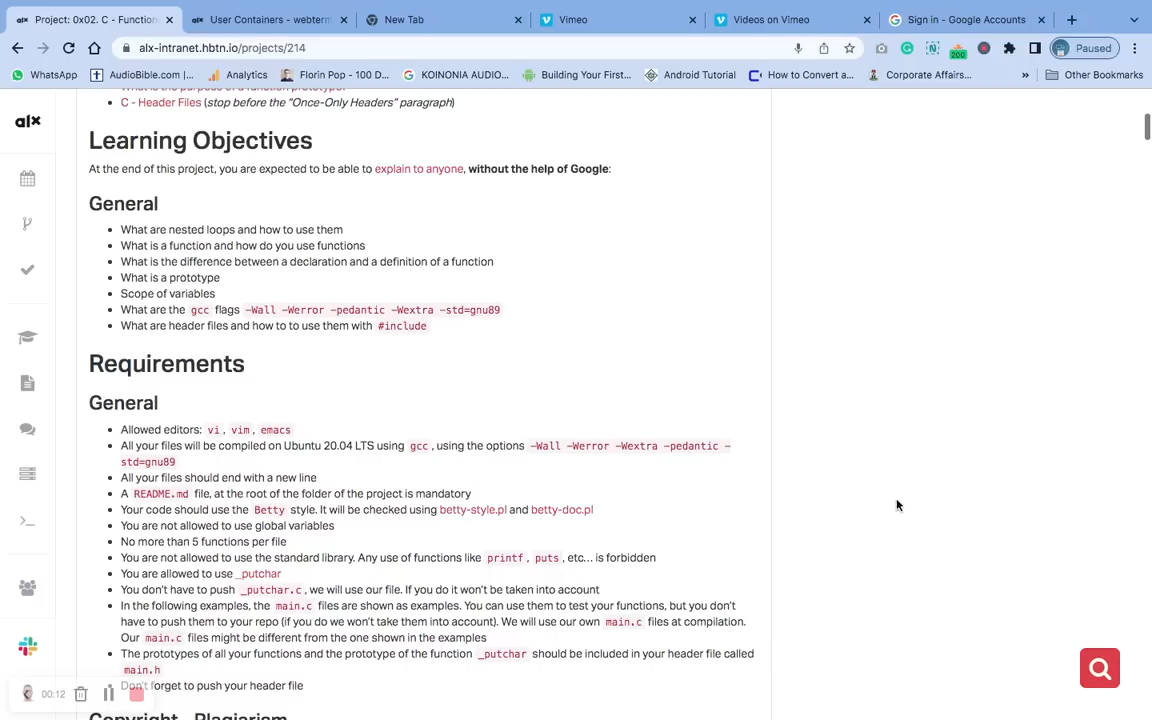 Project: 0x02. C - Function
User Containers - webterm
New Tab
Vimeo
Videos on Vimeo
Sign in - Google Accounts
alx-intranet.hbtn.io/projects/214
200
Paused
WhatsApp
AudioBible.com |...
Analytics
Florin Pop - 100 D...
KOINONIA AUDIO...
Building Your First...
Android Tutorial
How to Convert a...
Corporate Affairs...
»
Other Bookmarks
alx
What is the purpose of a function prototype?
C - Header Files (stop before the “Once-Only Headers” paragraph)
Learning Objectives
At the end of this project, you are expected to be able to explain to anyone, without the help of Google:
General
What are nested loops and how to use them
What is a function and how do you use functions
What is the difference between a declaration and a definition of a function
What is a prototype
Scope of variables
What are the gcc flags -Wall -Werror -pedantic -Wextra -std=gnu89
What are header files and how to to use them with #include
Requirements
General
Allowed editors: vi, vim, emacs
All your files will be compiled on Ubuntu 20.04 LTS using gcc, using the options -Wall -Werror -Wextra -pedantic -
std=gnu89
All your files should end with a new line
A README.md file, at the root of the folder of the project is mandatory
Your code should use the Betty style. It will be checked using betty-style.pl and betty-doc.pl
You are not allowed to use global variables
No more than 5 functions per file
You are not allowed to use the standard library. Any use of functions like printf, puts, etc... is forbidden
You are allowed to use _putchar
You don’t have to push _putchar.c, we will use our file. If you do it won’t be taken into account
In the following examples, the main.c files are shown as examples. You can use them to test your functions, but you don’t
have to push them to your repo (if you do we won’t take them into account). We will use our own main.c files at compilation.
Our main.c files might be different from the one shown in the examples
The prototypes of all your functions and the prototype of the function _putchar should be included in your header file called
main.h
Don’t forget to push your header file
00:12
Copyright - Plagiarism